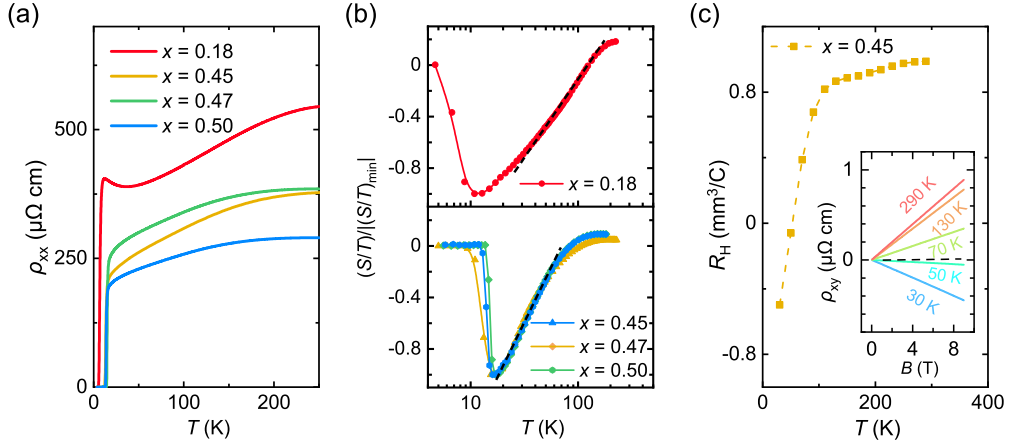 (a)
x = 0.18
x = 0.45
x = 0.47
x = 0.50
ρxx (μΩ cm)
500
250
0
0 50 100 150 200
T (K)
(b)
(S/T)/|(S/T)min|
0
-0.4
-0.8
x = 0.18
0
-0.4
-0.8
x = 0.45
x = 0.47
x = 0.50
10 100
T (K)
(c)
x = 0.45
RH (mm³/C)
0.8
0
-0.8
0 200 400
T (K)
1
0
ρxy (μΩ cm)
290 K
130 K
70 K
50 K
30 K
0 4 8
B (T)